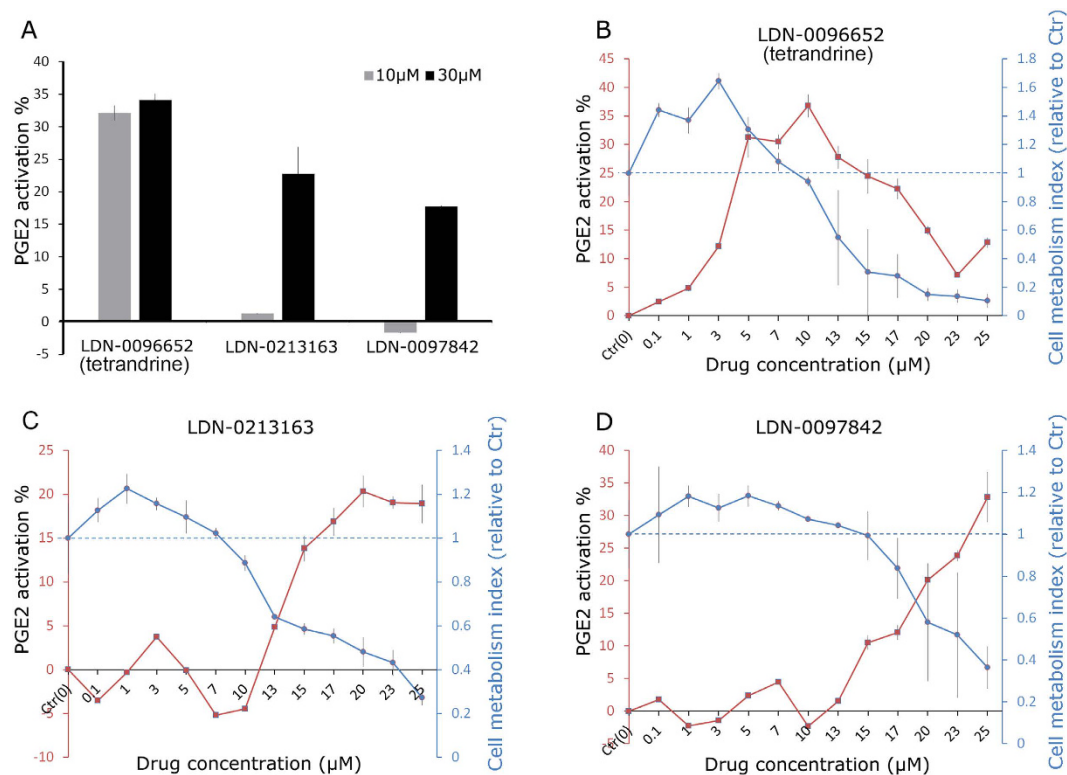 A
PGE2 activation %
40
35
30
25
20
15
10
5
0
-5
10µM 30µM
LDN-0096652
(tetrandrine)
LDN-0213163
LDN-0097842
B
LDN-0096652
(tetrandrine)
PGE2 activation %
45
40
35
30
25
20
15
10
5
0
Cell metabolism index (relative to Ctr)
1.8
1.6
1.4
1.2
1
0.8
0.6
0.4
0.2
0
Ctr(0) 0.1 1 3 5 7 10 13 15 17 20 23 25
Drug concentration (µM)
C
LDN-0213163
PGE2 activation %
25
20
15
10
5
0
-5
-10
Cell metabolism index (relative to Ctr)
1.4
1.2
1
0.8
0.6
0.4
0.2
0
Ctr(0) 0.1 1 3 5 7 10 13 15 17 20 23 25
Drug concentration (µM)
D
LDN-0097842
PGE2 activation %
40
35
30
25
20
15
10
5
0
-5
Cell metabolism index (relative to Ctr)
1.4
1.2
1
0.8
0.6
0.4
0.2
0
Ctr(0) 0.1 1 3 5 7 10 13 15 17 20 23 25
Drug concentration (µM)